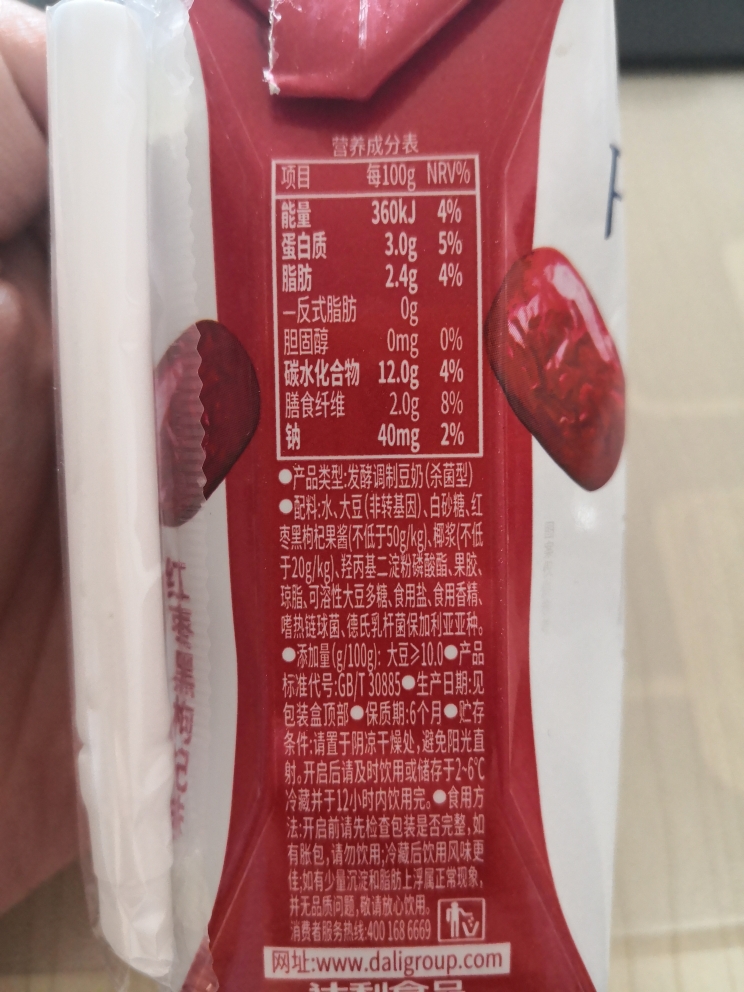 营养成分表
项目 每100g NRV%
能量 360kJ 4%
蛋白质 3.0g 5%
脂肪 2.4g 4%
—反式脂肪 0g
胆固醇 0mg 0%
碳水化合物 12.0g 4%
膳食纤维 2.0g 8%
钠 40mg 2%
●产品类型:发酵调制豆奶(杀菌型)
●配料:水、大豆(非转基因)、白砂糖、红
枣黑枸杞果酱(不低于50g/kg)、椰浆(不低
于20g/kg)、羟丙基二淀粉磷酸酯、果胶、
琼脂、可溶性大豆多糖、食用盐、食用香精、
嗜热链球菌、德氏乳杆菌保加利亚亚种。
●添加量(g/100g): 大豆≥10.0●产品
标准代号:GB/T 30885●生产日期:见
包装盒顶部●保质期:6个月●贮存
条件:请置于阴凉干燥处,避免阳光直
射。开启后请及时饮用或储存于2~6℃
冷藏并于12小时内饮用完。●食用方
法:开启前请先检查包装是否完整,如
有胀包,请勿饮用;冷藏后饮用风味更
佳;如有少量沉淀和脂肪上浮属正常现象,
并无品质问题,敬请放心饮用。
消费者服务热线:400 168 6669
网址:www.daligroup.com
达利食品
红枣黑枸杞味